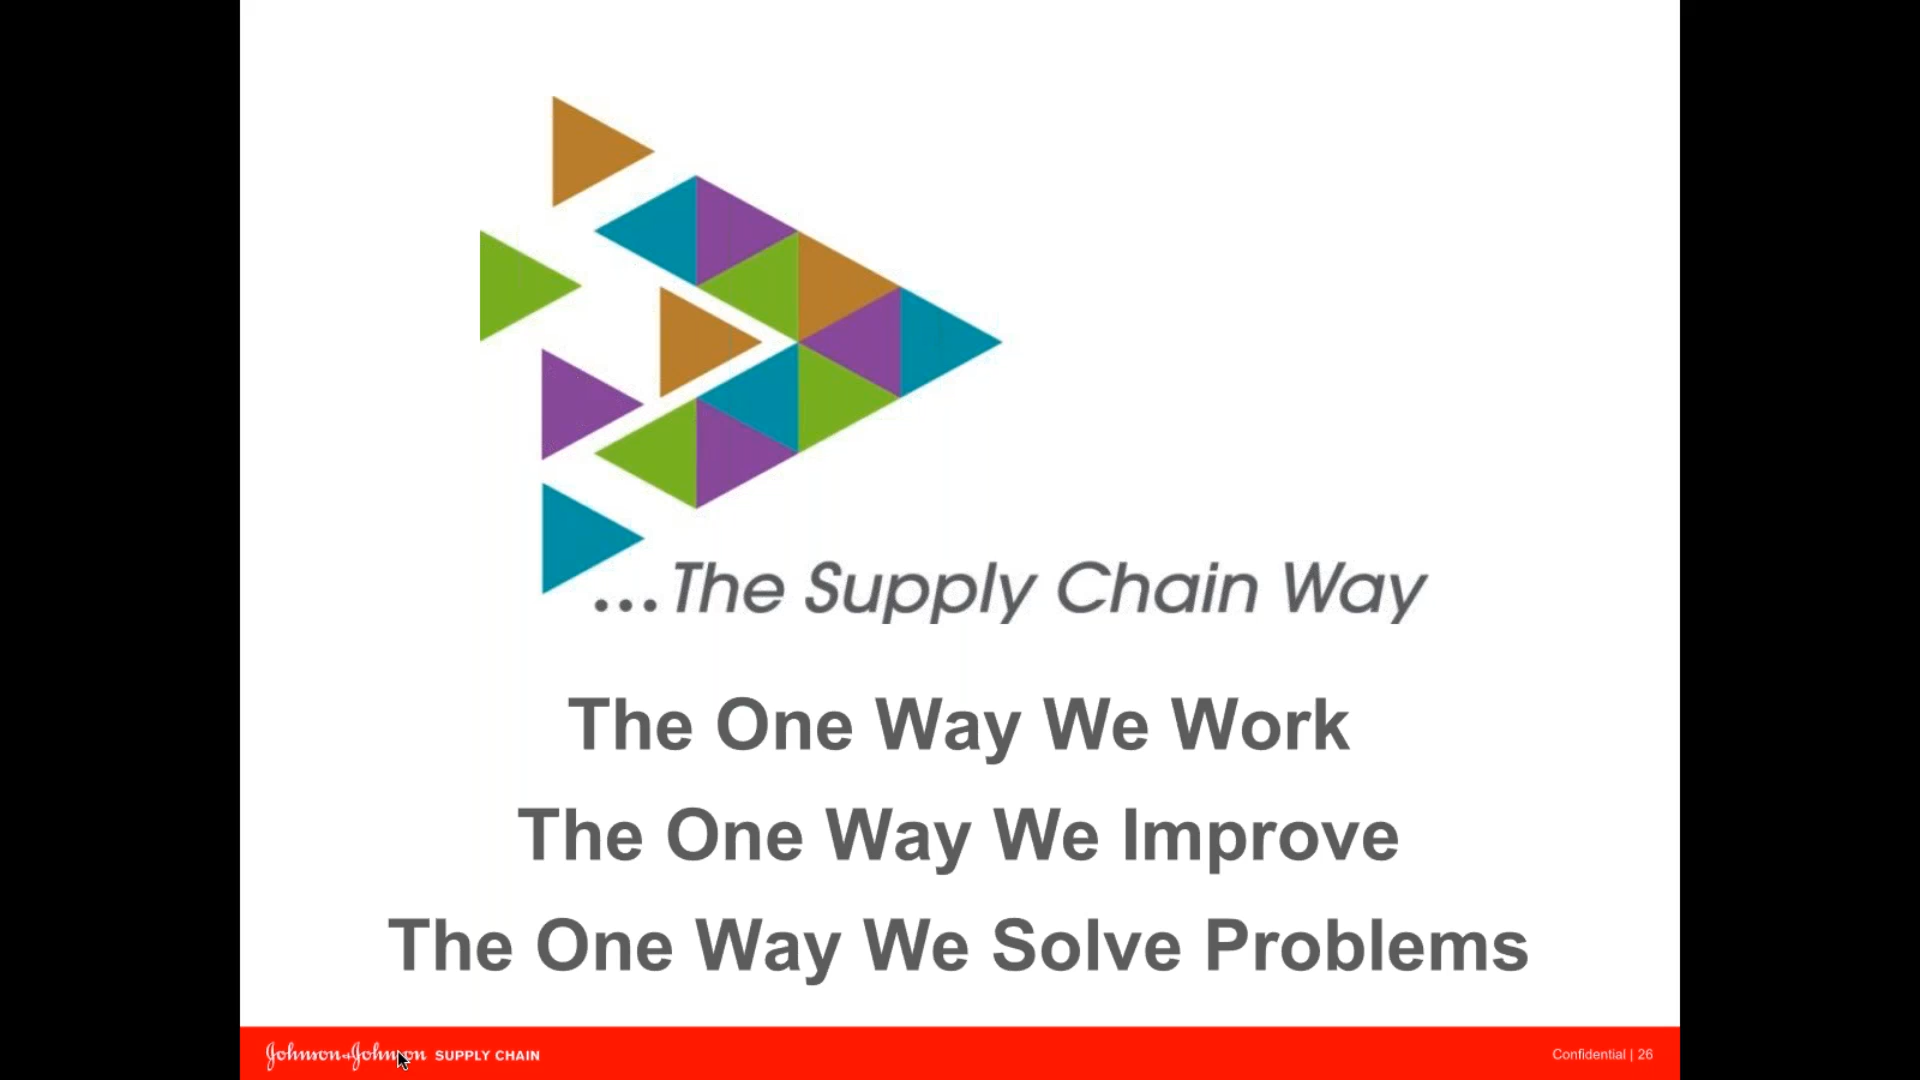 ...The Supply Chain Way
The One Way We Work
The One Way We Improve
The One Way We Solve Problems
Johnson & Johnson SUPPLY CHAIN
Confidential | 26